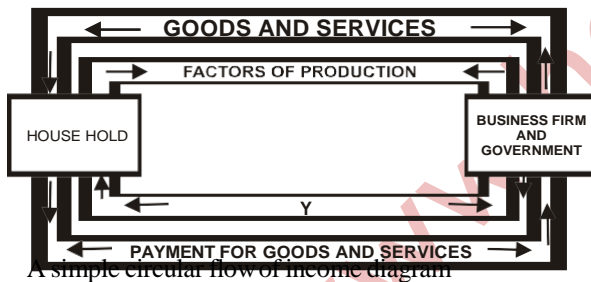 GOODS AND SERVICES
FACTORS OF PRODUCTION
HOUSE HOLD
BUSINESS FIRM
AND
GOVERNMENT
Y
PAYMENT FOR GOODS AND SERVICES
A simple circular flow of income diagram